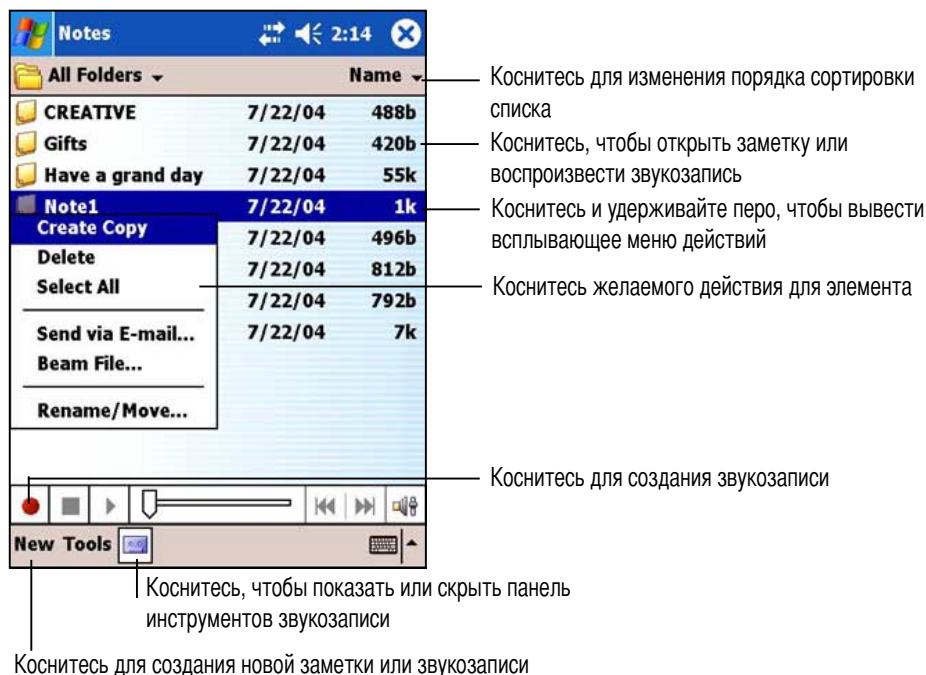 Notes 2:14
All Folders Name
CREATIVE 7/22/04 488b
Gifts 7/22/04 420b
Have a grand day 7/22/04 55k
Note1 7/22/04 1k
Create Copy 7/22/04 496b
Delete 7/22/04 812b
Select All 7/22/04 792b
Send via E-mail... 7/22/04 7k
Beam File...
Rename/Move...
New Tools
Коснитесь для изменения порядка сортировки
списка
Коснитесь, чтобы открыть заметку или
воспроизвести звукозапись
Коснитесь и удерживайте перо, чтобы вывести
всплывающее меню действий
Коснитесь желаемого действия для элемента
Коснитесь для создания звукозаписи
Коснитесь, чтобы показать или скрыть панель
инструментов звукозаписи
Коснитесь для создания новой заметки или звукозаписи